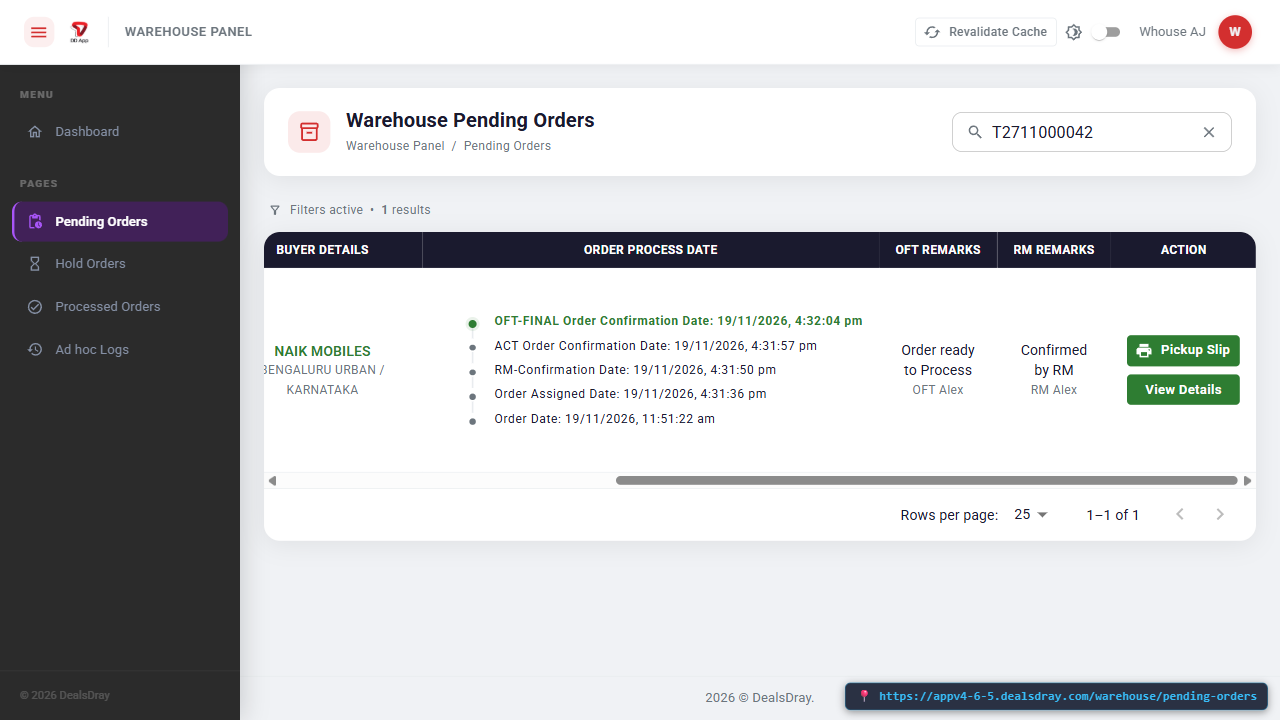 DD App
WAREHOUSE PANEL
Revalidate Cache
Whouse AJ
W
MENU
Dashboard
PAGES
Pending Orders
Hold Orders
Processed Orders
Ad hoc Logs
© 2026 DealsDray
Warehouse Pending Orders
Warehouse Panel / Pending Orders
T2711000042
Filters active • 1 results
BUYER DETAILS
ORDER PROCESS DATE
OFT REMARKS
RM REMARKS
ACTION
NAIK MOBILES
BENGALURU URBAN /
KARNATAKA
OFT-FINAL Order Confirmation Date: 19/11/2026, 4:32:04 pm
ACT Order Confirmation Date: 19/11/2026, 4:31:57 pm
RM-Confirmation Date: 19/11/2026, 4:31:50 pm
Order Assigned Date: 19/11/2026, 4:31:36 pm
Order Date: 19/11/2026, 11:51:22 am
Order ready
to Process
OFT Alex
Confirmed
by RM
RM Alex
Pickup Slip
View Details
Rows per page: 25
1–1 of 1
2026 © DealsDray.
https://appv4-6-5.dealsdray.com/warehouse/pending-orders